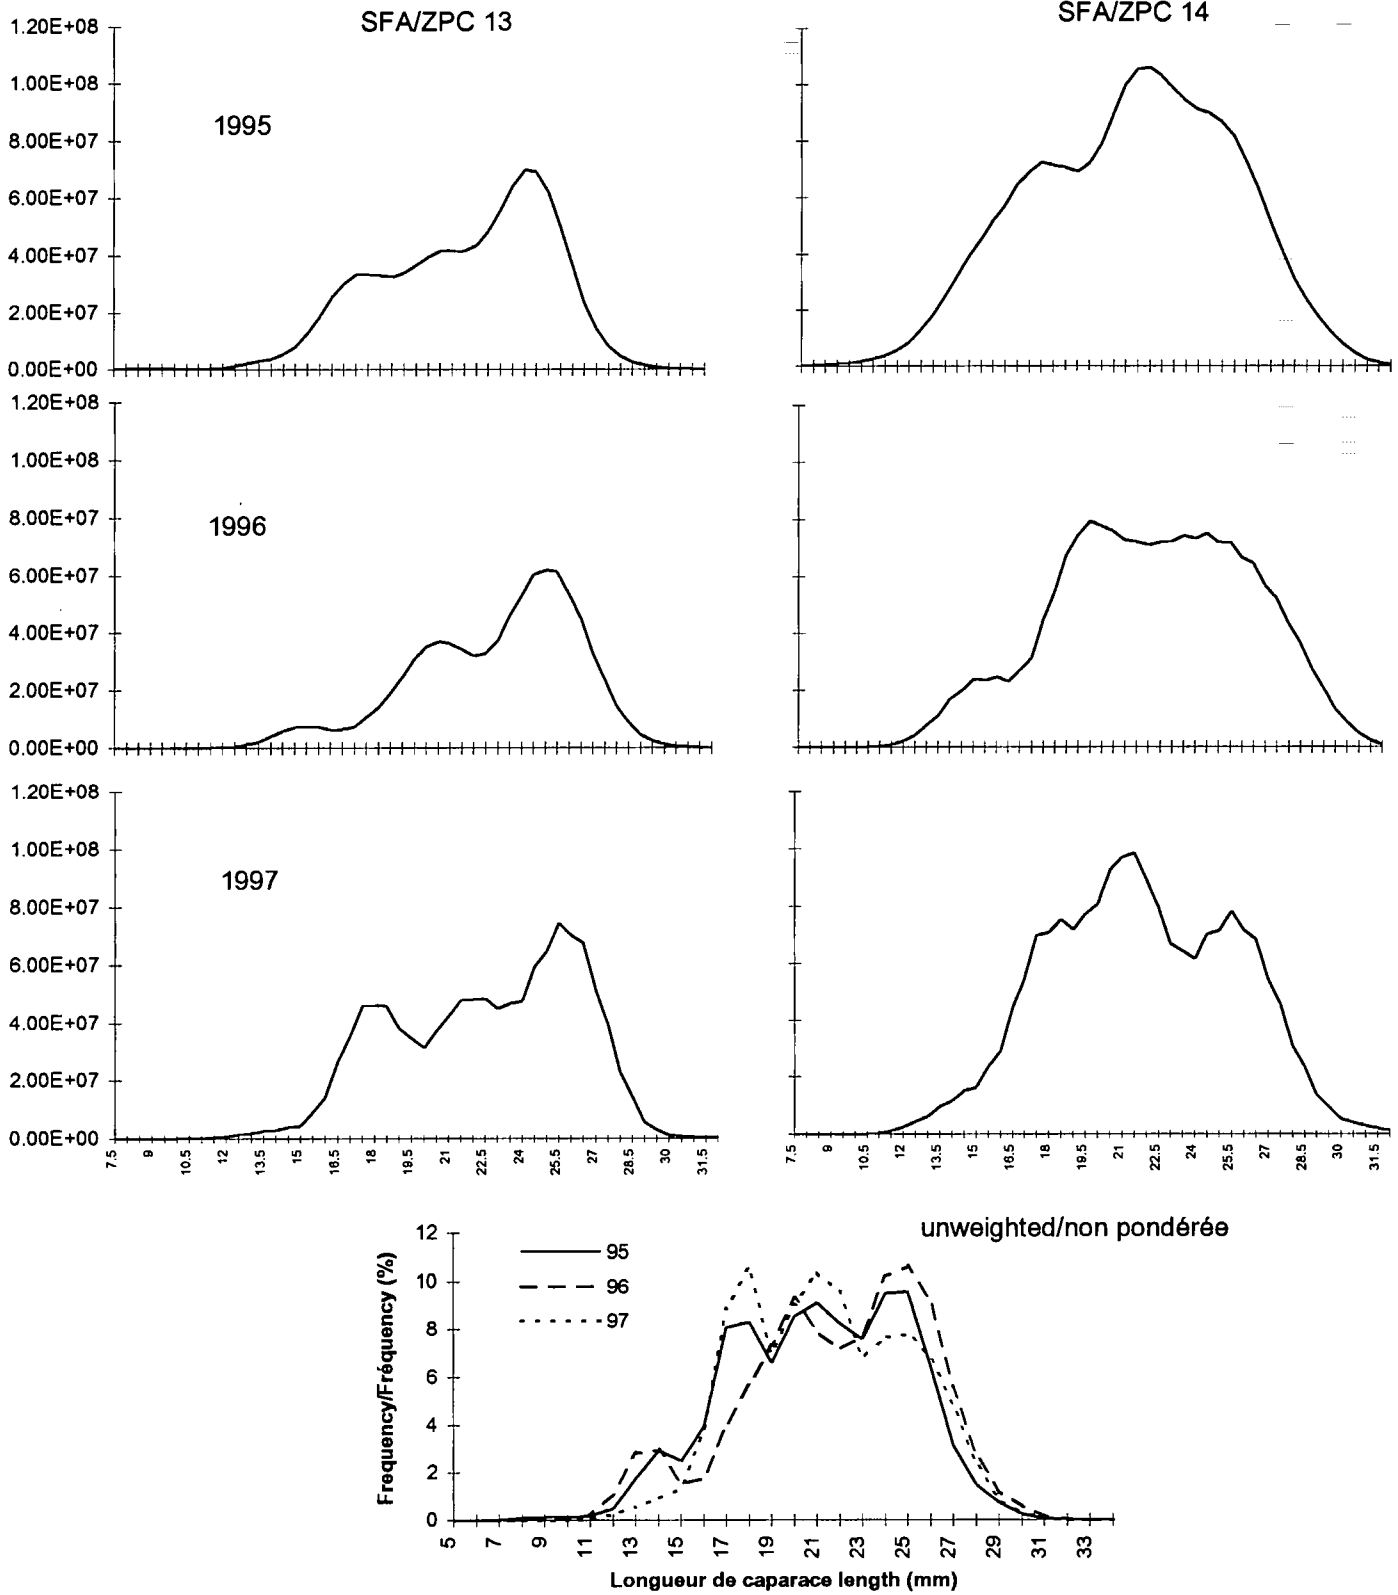 SFA/ZPC 13
SFA/ZPC 14
1.20E+08
1.00E+08
8.00E+07
6.00E+07
4.00E+07
2.00E+07
0.00E+00
1995
1.20E+08
1.00E+08
8.00E+07
6.00E+07
4.00E+07
2.00E+07
0.00E+00
1996
1.20E+08
1.00E+08
8.00E+07
6.00E+07
4.00E+07
2.00E+07
0.00E+00
1997
7.5 9 10.5 12 13.5 15 16.5 18 19.5 21 22.5 24 25.5 27 28.5 30 31.5
7.5 9 10.5 12 13.5 15 16.5 18 19.5 21 22.5 24 25.5 27 28.5 30 31.5
unweighted/non pondérée
Frequency/Fréquency (%)
12
10
8
6
4
2
0
95
96
97
5 7 9 11 13 15 17 19 21 23 25 27 29 31 33
Longueur de caparace length (mm)